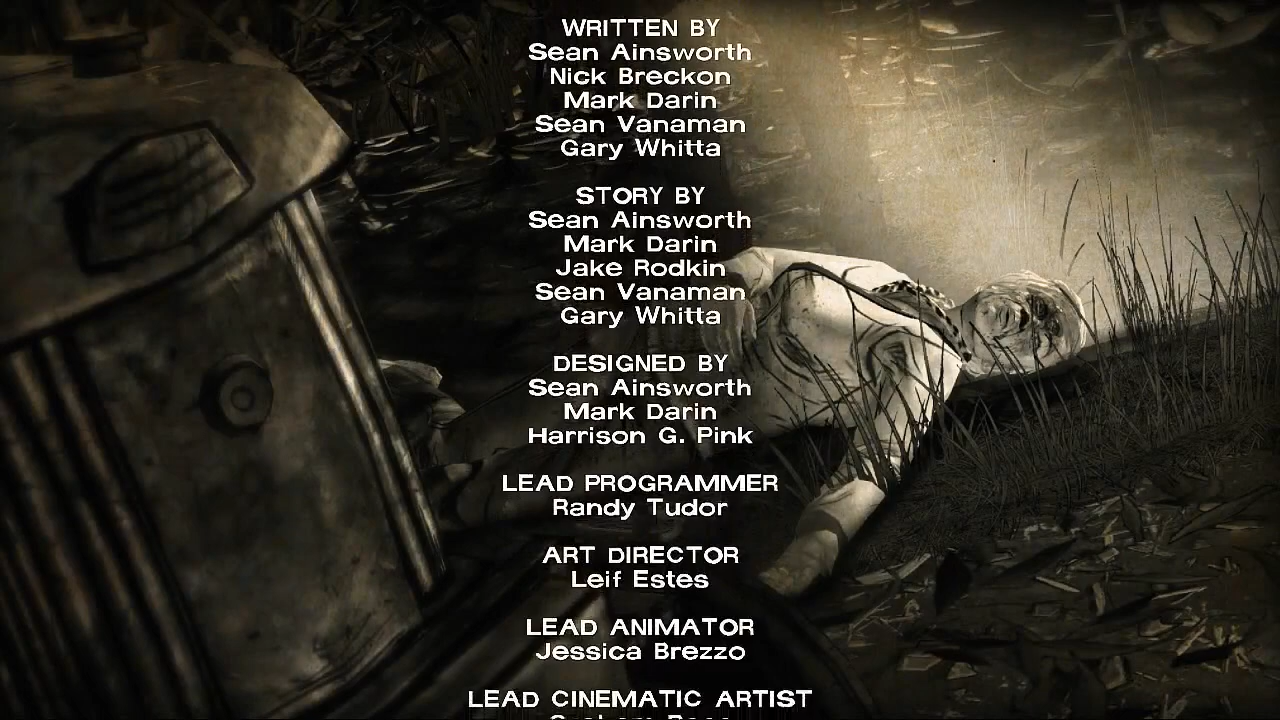 WRITTEN BY
Sean Ainsworth
Nick Breckon
Mark Darin
Sean Vanaman
Gary Whitta
STORY BY
Sean Ainsworth
Mark Darin
Jake Rodkin
Sean Vanaman
Gary Whitta
DESIGNED BY
Sean Ainsworth
Mark Darin
Harrison G. Pink
LEAD PROGRAMMER
Randy Tudor
ART DIRECTOR
Leif Estes
LEAD ANIMATOR
Jessica Brezzo
LEAD CINEMATIC ARTIST